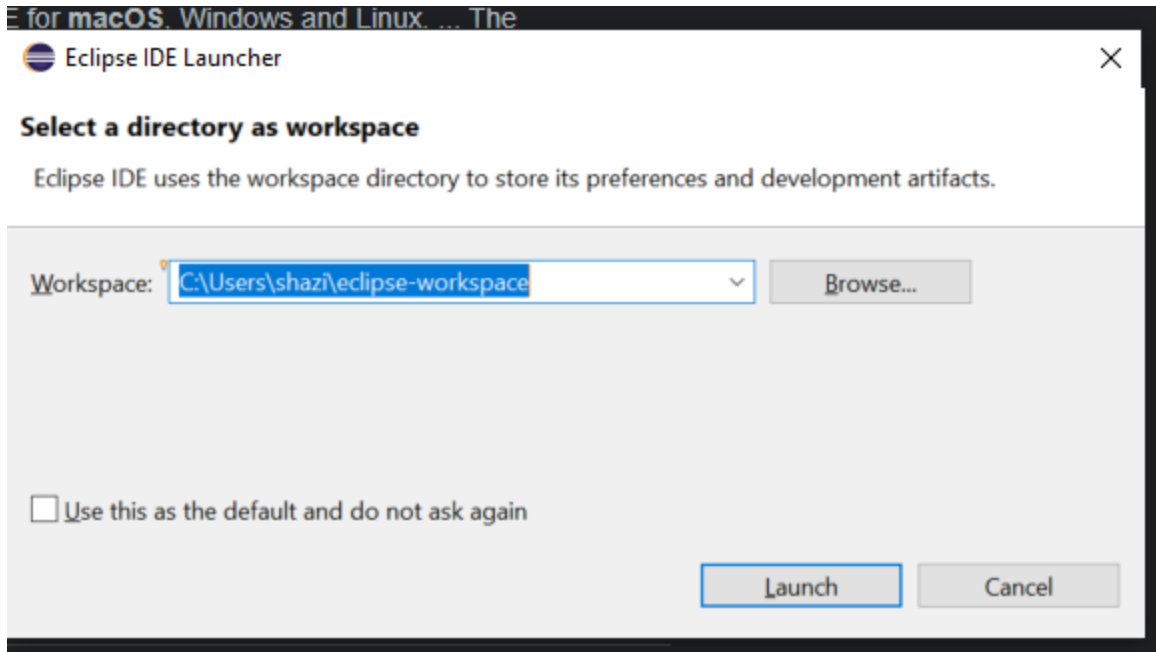 E for macOS, Windows and Linux. ... The
Eclipse IDE Launcher
Select a directory as workspace
Eclipse IDE uses the workspace directory to store its preferences and development artifacts.
Workspace: C:\Users\shazi\eclipse-workspace Browse...
Use this as the default and do not ask again
Launch Cancel